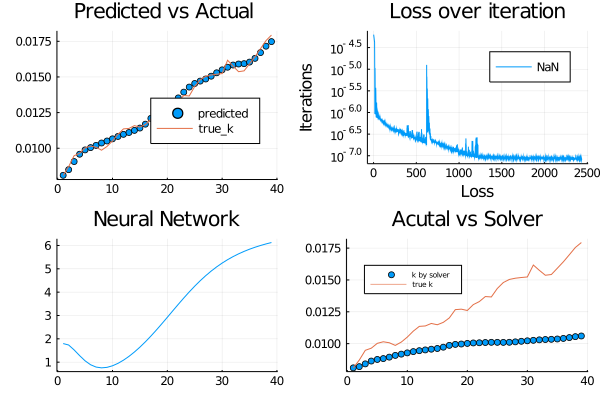 Predicted vs Actual
0.0175
0.0150
0.0125
0.0100
predicted
true_k
0 10 20 30 40
Loss over iteration
10^-4.5
10^-5.0
10^-5.5
10^-6.0
10^-6.5
10^-7.0
Iterations
NaN
0 500 1000 1500 2000 2500
Loss
Neural Network
6
5
4
3
2
1
0 10 20 30 40
Acutal vs Solver
0.0175
0.0150
0.0125
0.0100
k by solver
true k
0 10 20 30 40